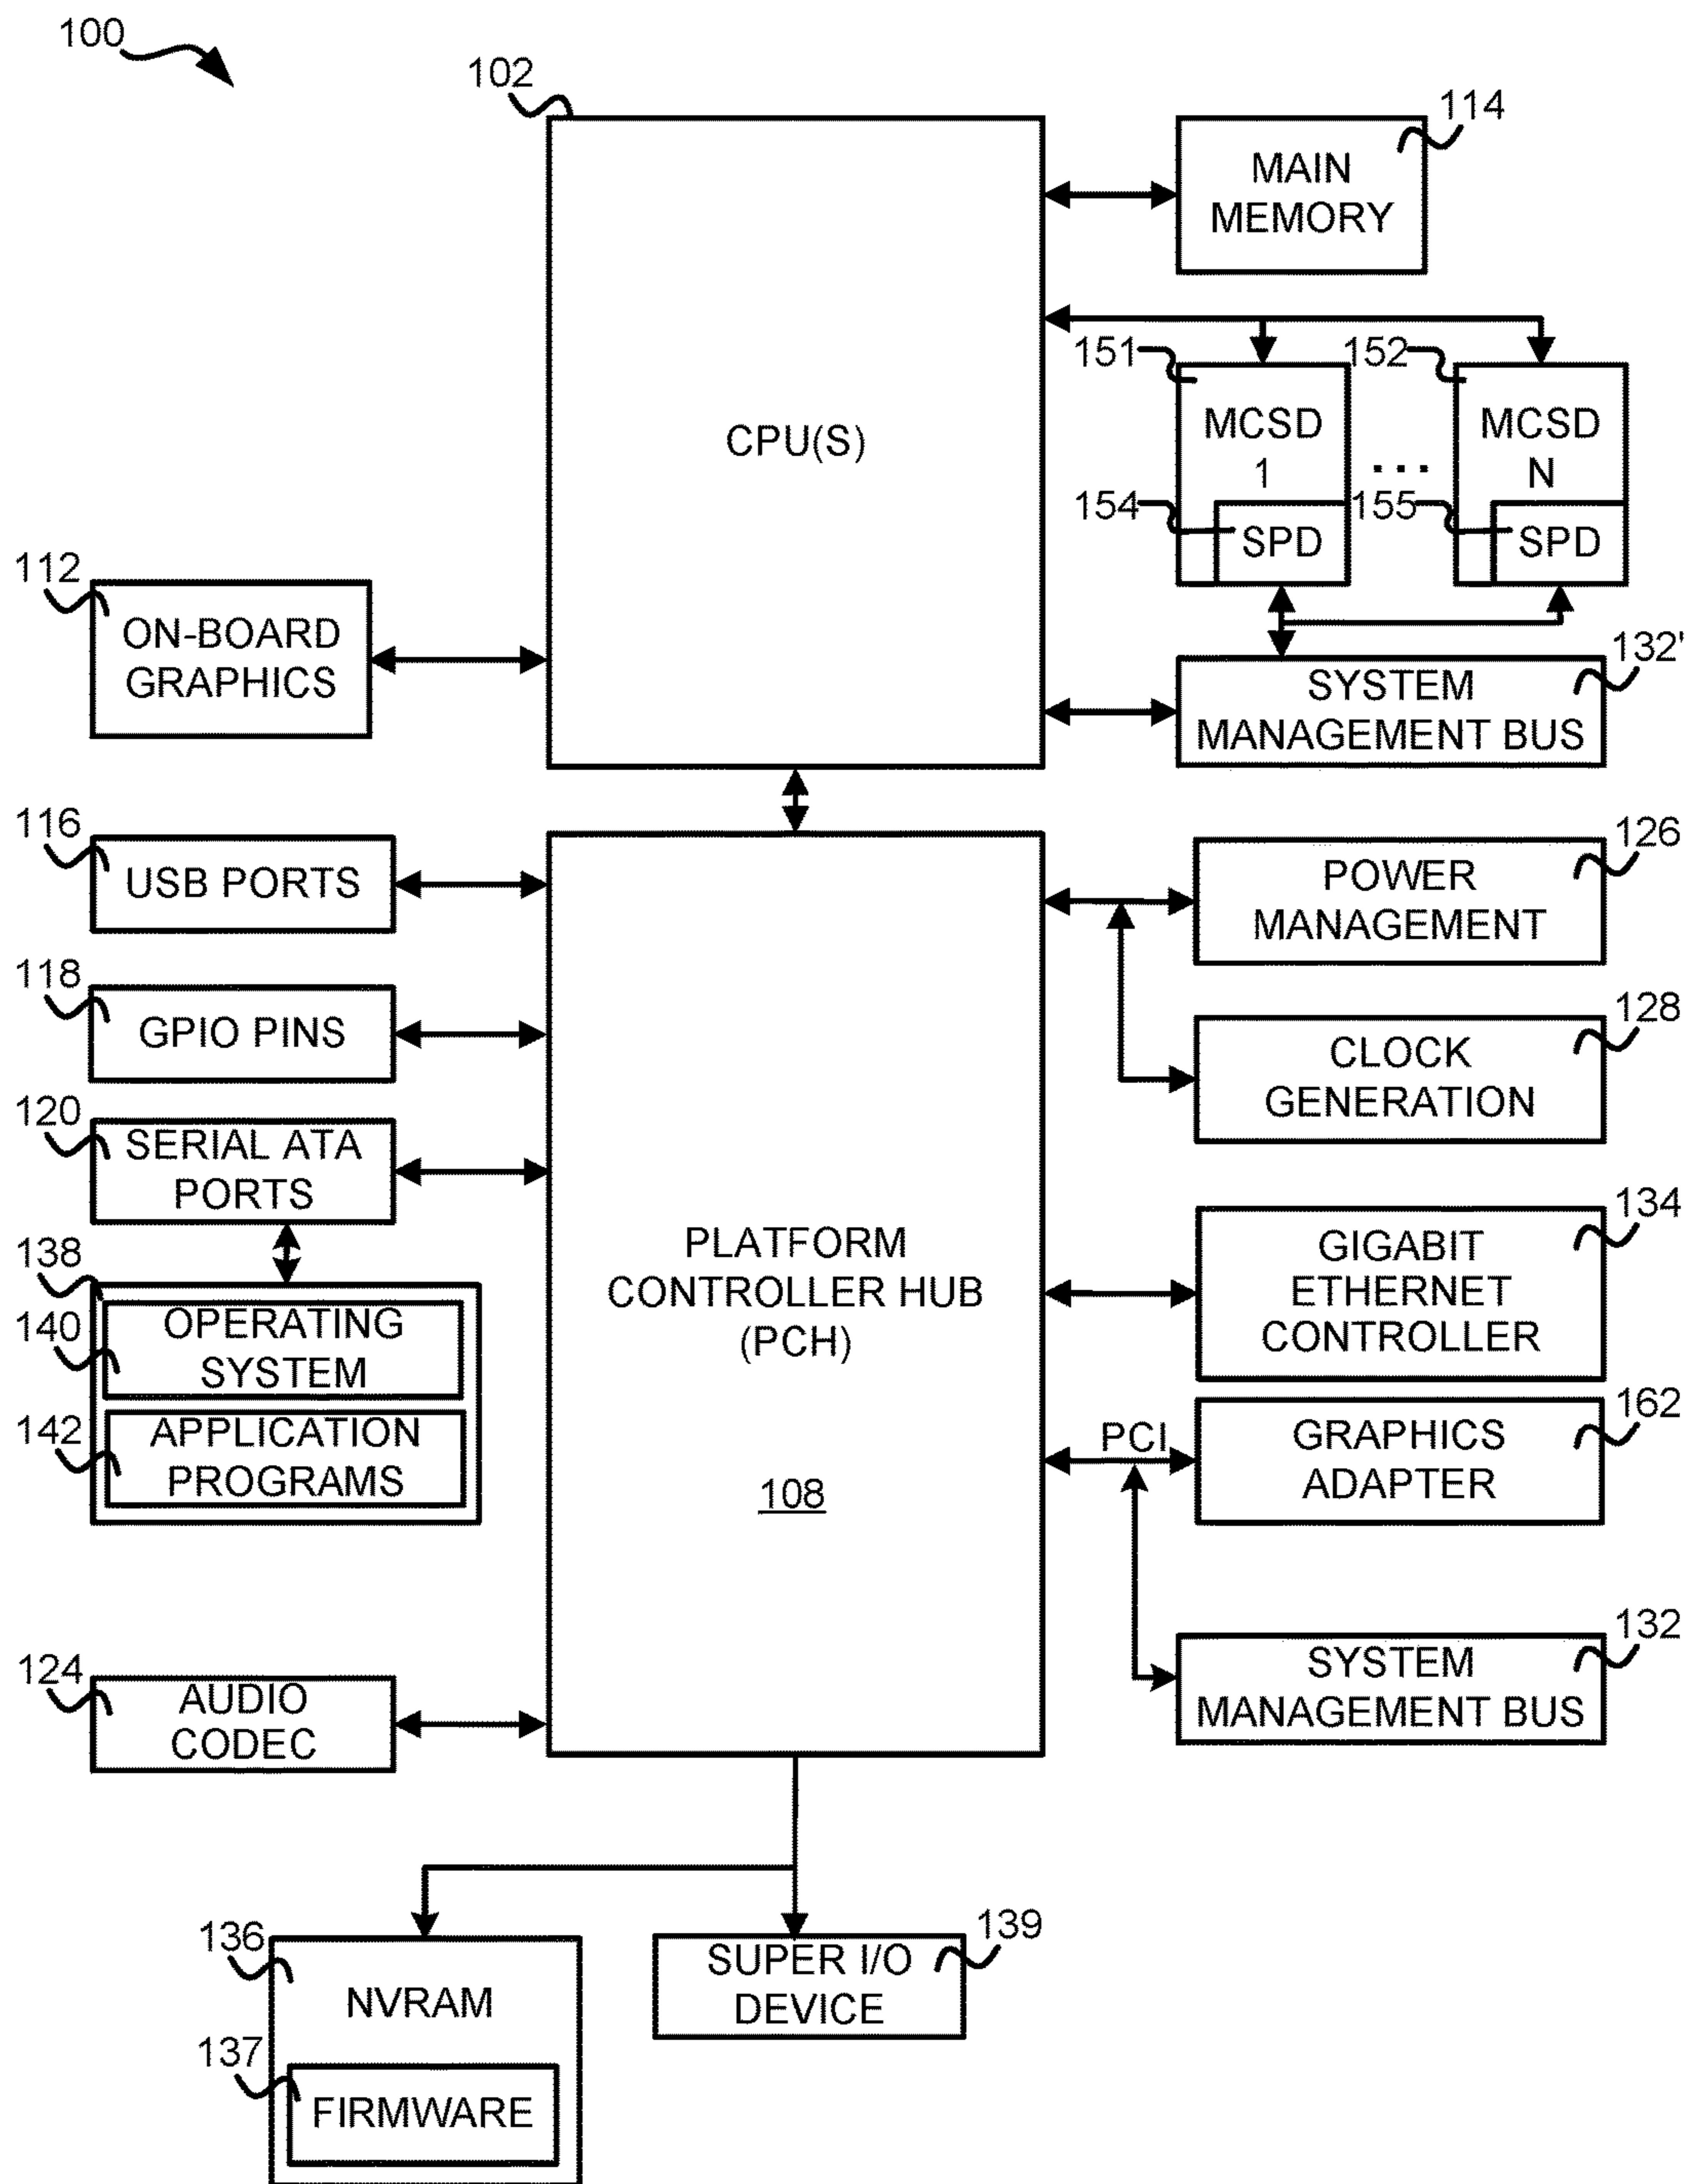 100
102
114
MAIN
MEMORY
CPU(S)
151
152
MCSD
1
...
MCSD
N
154
155
SPD
SPD
112
ON-BOARD
GRAPHICS
132'
SYSTEM
MANAGEMENT BUS
116
USB PORTS
126
POWER
MANAGEMENT
118
GPIO PINS
128
CLOCK
GENERATION
120
SERIAL ATA
PORTS
134
GIGABIT
ETHERNET
CONTROLLER
PLATFORM
CONTROLLER HUB
(PCH)
108
138
140
OPERATING
SYSTEM
142
APPLICATION
PROGRAMS
PCI
162
GRAPHICS
ADAPTER
132
SYSTEM
MANAGEMENT BUS
124
AUDIO
CODEC
136
NVRAM
139
SUPER I/O
DEVICE
137
FIRMWARE